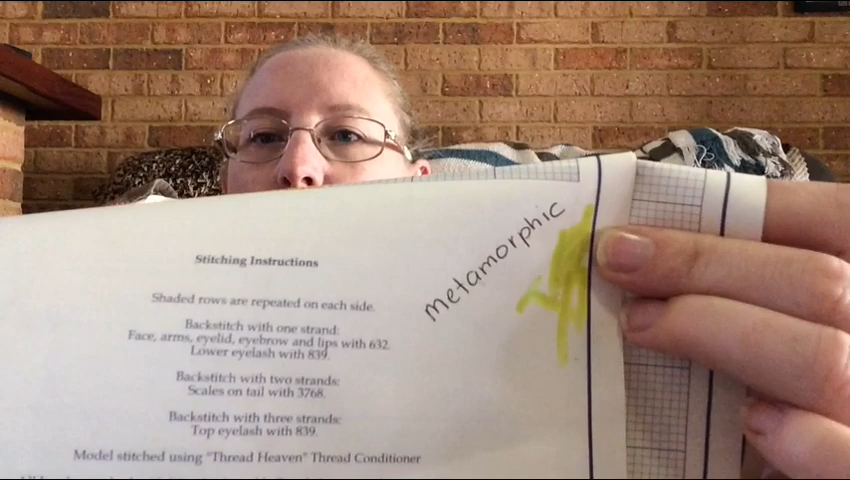 Stitching Instructions
metamorphic
Shaded rows are repeated on each side.
Backstitch with one strand:
Face, arms, eyelid, eyebrow and lips with 632.
Lower eyelash with 839.
Backstitch with two strands:
Scales on tail with 3768.
Backstitch with three strands:
Top eyelash with 839.
Model stitched using "Thread Heaven" Thread Conditioner